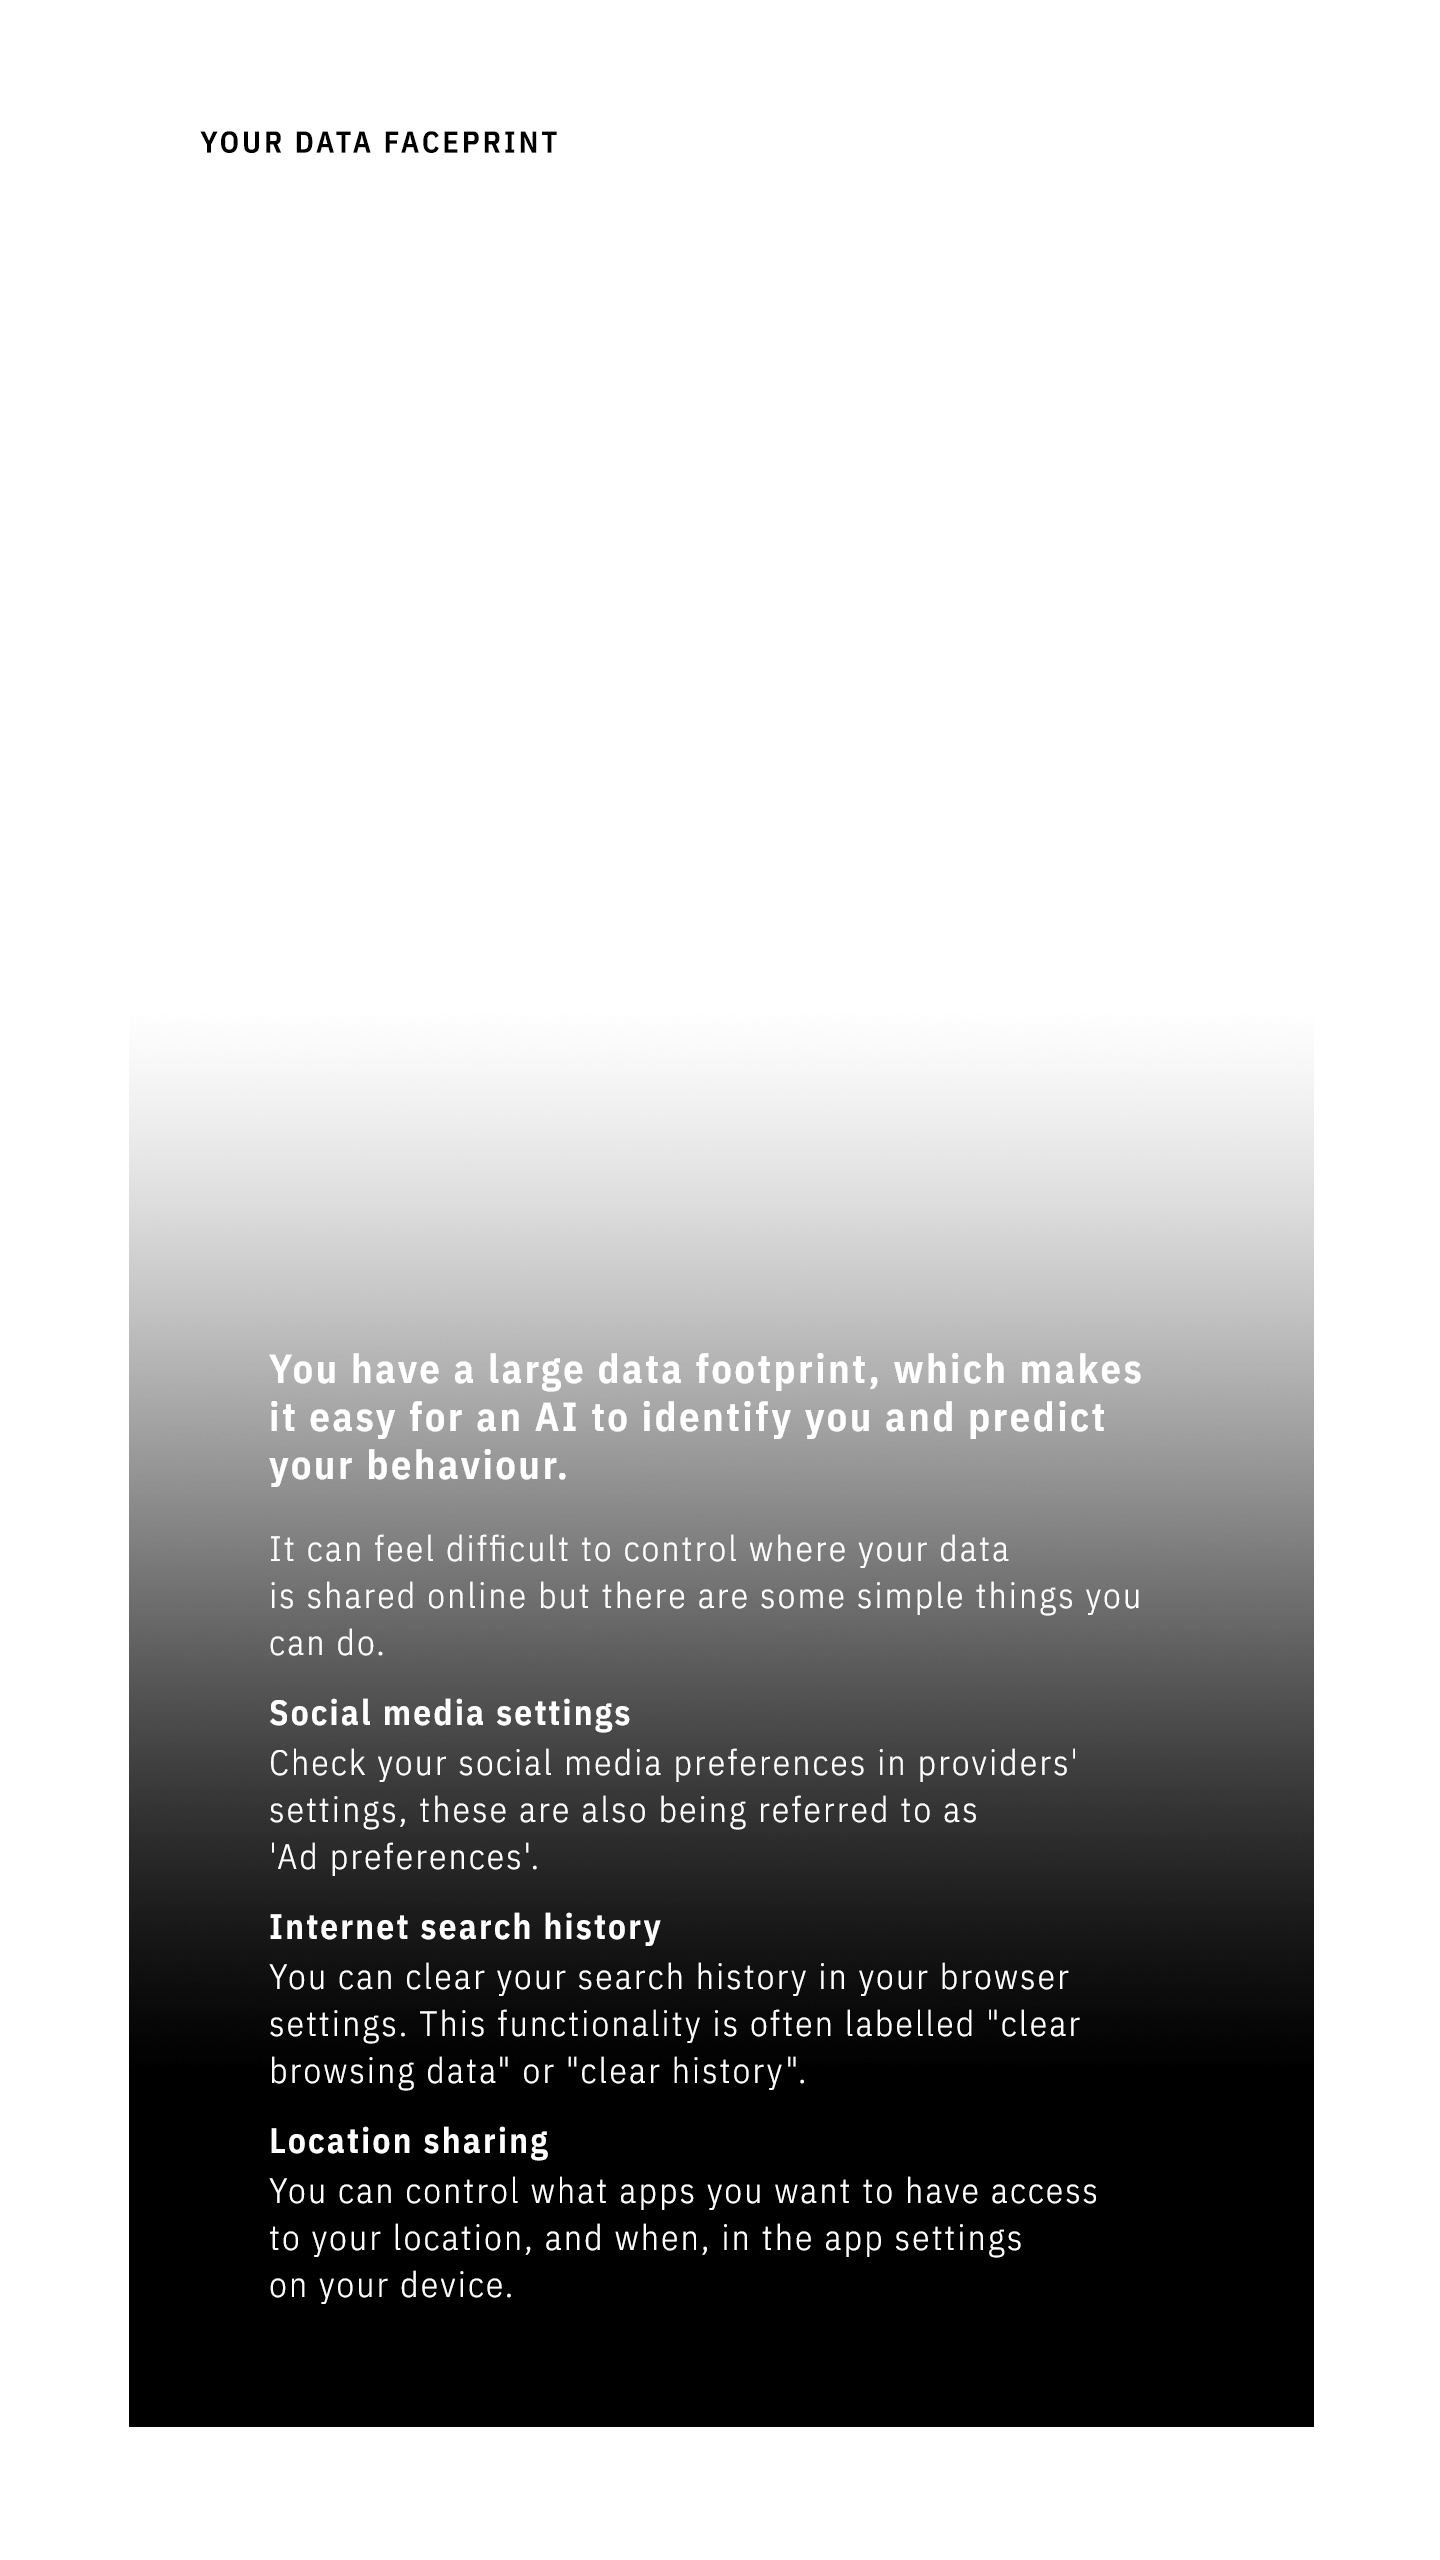 YOUR DATA FACEPRINT
You have a large data footprint, which makes
it easy for an AI to identify you and predict
your behaviour.
It can feel difficult to control where your data
is shared online but there are some simple things you
can do.
Social media settings
Check your social media preferences in providers'
settings, these are also being referred to as
'Ad preferences'.
Internet search history
You can clear your search history in your browser
settings. This functionality is often labelled "clear
browsing data" or "clear history".
Location sharing
You can control what apps you want to have access
to your location, and when, in the app settings
on your device.